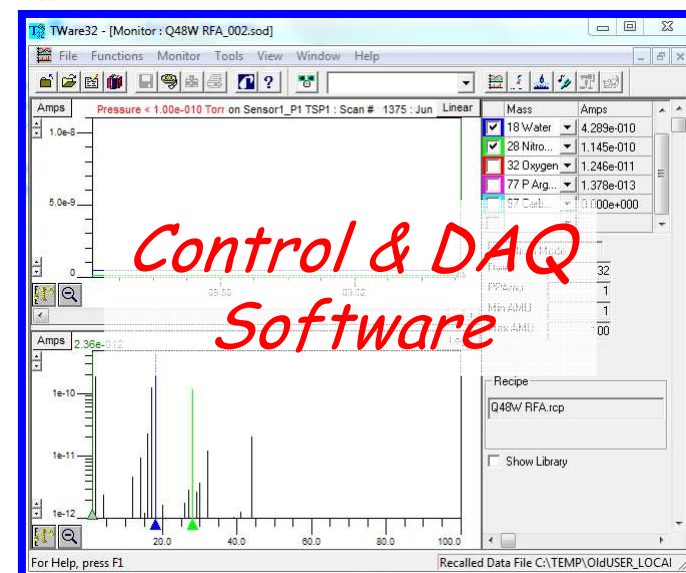 TWare32 - [Monitor : Q48W RFA_002.sod]
File Functions Monitor Tools View Window Help
Amps Pressure < 1.00e-010 Torr on Sensor1_P1 TSP1 : Scan # 1375 : Jun Linear
Mass Amps
18 Water 4.289e-010
28 Nitro... 1.145e-010
32 Oxygen 1.246e-011
77 P Arg... 1.378e-013
0.000e+000
1.0e-8
5.0e-9
0
Control & DAQ
Software
32
PPAmu 1
Min AMU 1
00
Amps 2.36e-012
1e-10
1e-11
1e-12
20.0 40.0 60.0 80.0 100.0
Recipe
Q48W RFA.rcp
Show Library
For Help, press F1
Recalled Data File C:\TEMP\OldUSER_LOCAl